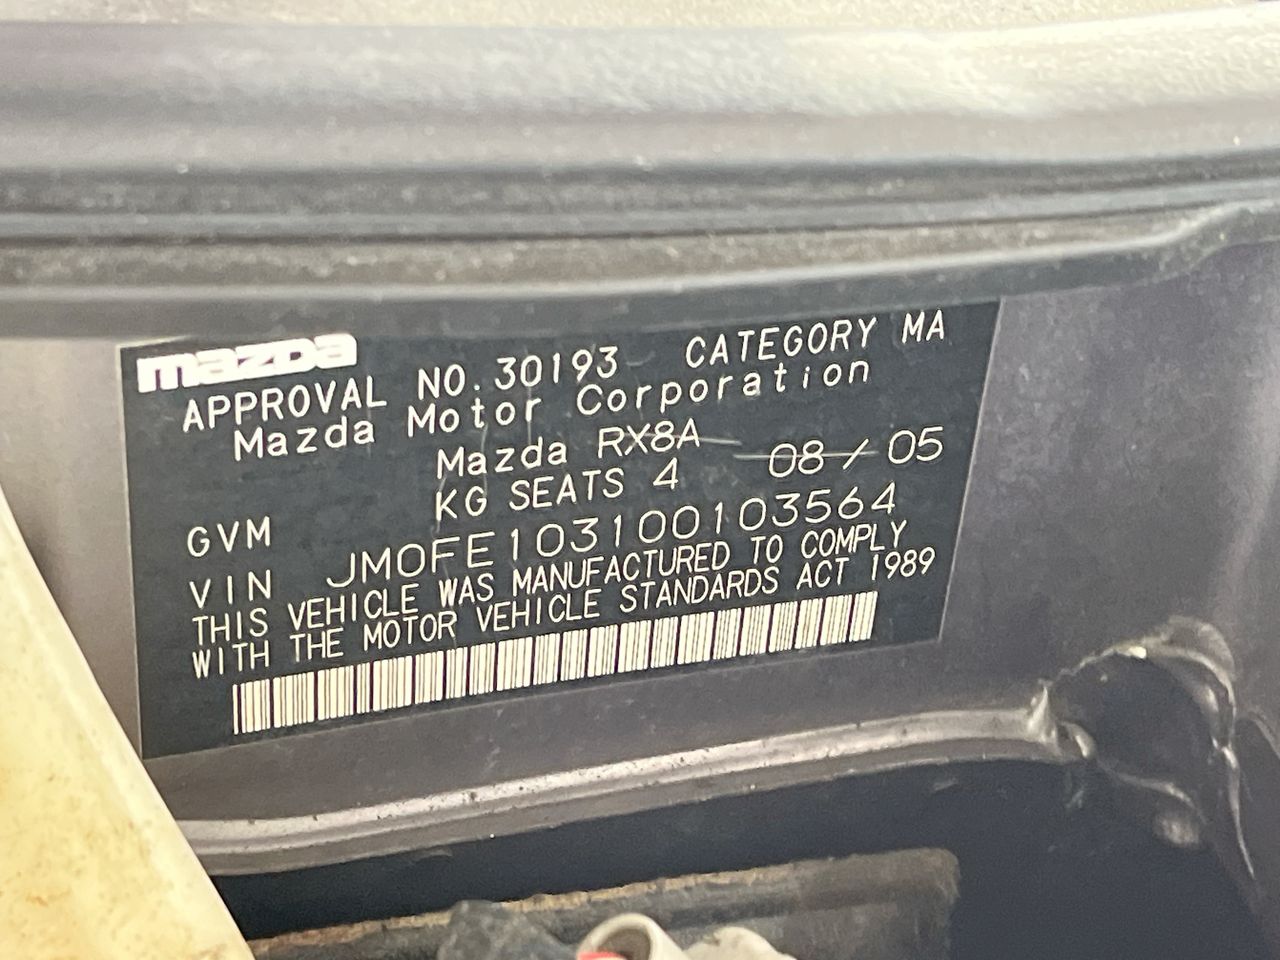 mazda
APPROVAL NO. 30193 CATEGORY MA
Mazda Motor Corporation
Mazda RX8A 08 / 05
GVM KG SEATS 4
VIN JM0FE103100103564
THIS VEHICLE WAS MANUFACTURED TO COMPLY
WITH THE MOTOR VEHICLE STANDARDS ACT 1989